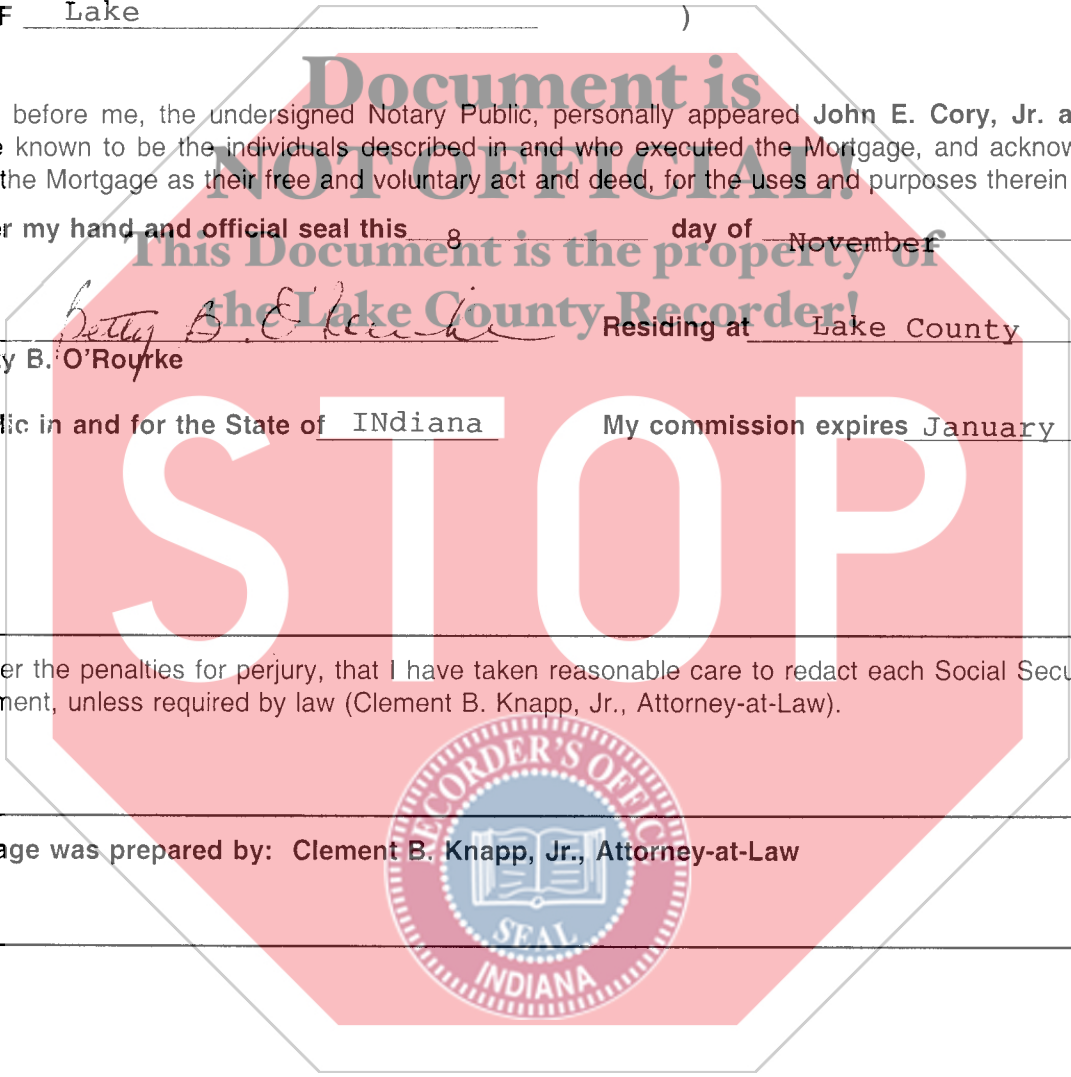 F Lake )
Document is
before me, the undersigned Notary Public, personally appeared John E. Cory, Jr. a
e known to be the individuals described in and who executed the Mortgage, and acknow
NOT OFFICIAL!
the Mortgage as their free and voluntary act and deed, for the uses and purposes therein
r my hand and official seal this 8 day of November
This Document is the property of
the Lake County Recorder!
Betty B. O'Rourke Residing at Lake County
y B. O'Rourke
lic in and for the State of INdiana My commission expires January
STOP
er the penalties for perjury, that I have taken reasonable care to redact each Social Secu
ment, unless required by law (Clement B. Knapp, Jr., Attorney-at-Law).
RECORDER'S OFFIC
age was prepared by: Clement B. Knapp, Jr., Attorney-at-Law
SEAL
INDIANA